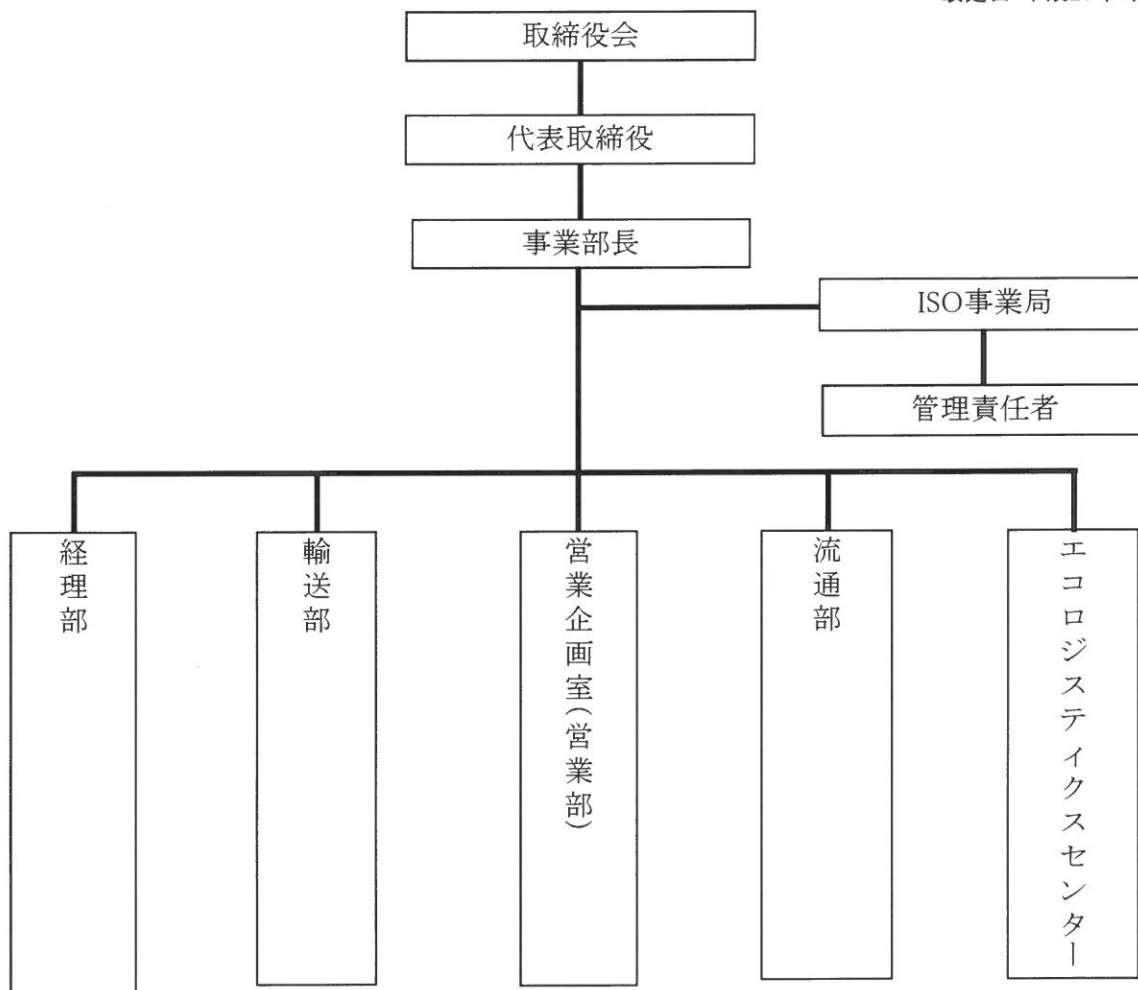 取締役会
代表取締役
事業部長
ISO事業局
管理責任者
経理部
輸送部
営業企画室(営業部)
流通部
エコロジスティクスセンター